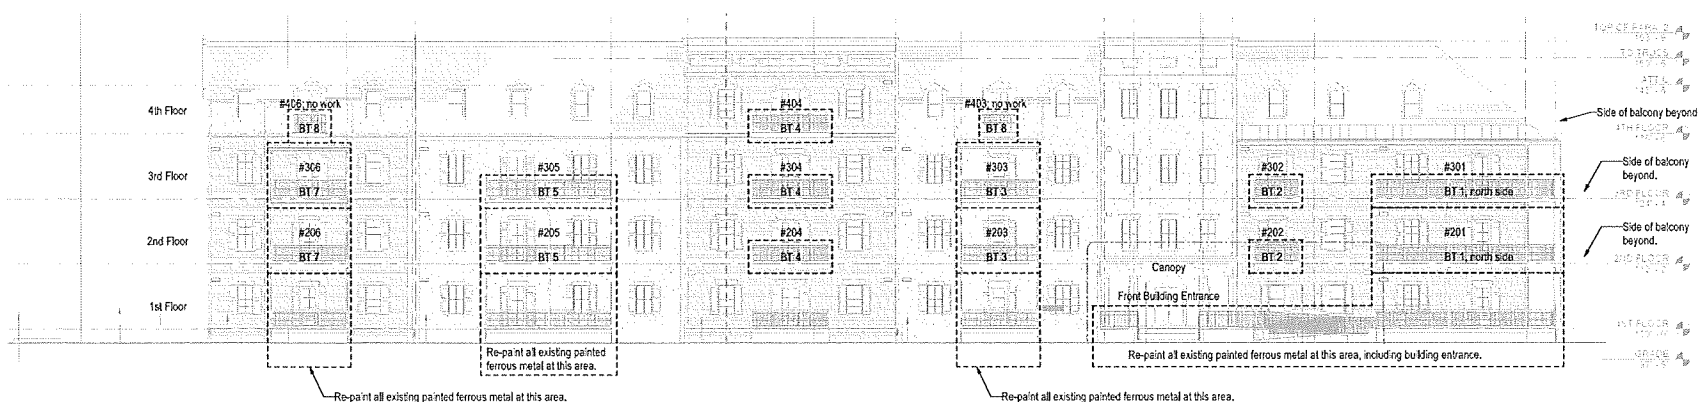 #406; no work
#404
#403; no work
4th Floor
BT 8
BT 4
BT 8
Side of balcony beyond
#306
#305
#304
#303
#302
#301
Side of balcony
beyond.
3rd Floor
BT 7
BT 5
BT 4
BT 3
BT 2
BT 1, north side
#206
#205
#204
#203
#202
#201
Side of balcony
beyond.
2nd Floor
BT 7
BT 5
BT 4
BT 3
BT 2
BT 1, north side
Canopy
Front Building Entrance
1st Floor
GRADE
Re-paint all existing painted
ferrous metal at this area.
Re-paint all existing painted ferrous metal at this area, including building entrance.
Re-paint all existing painted ferrous metal at this area.
Re-paint all existing painted ferrous metal at this area.